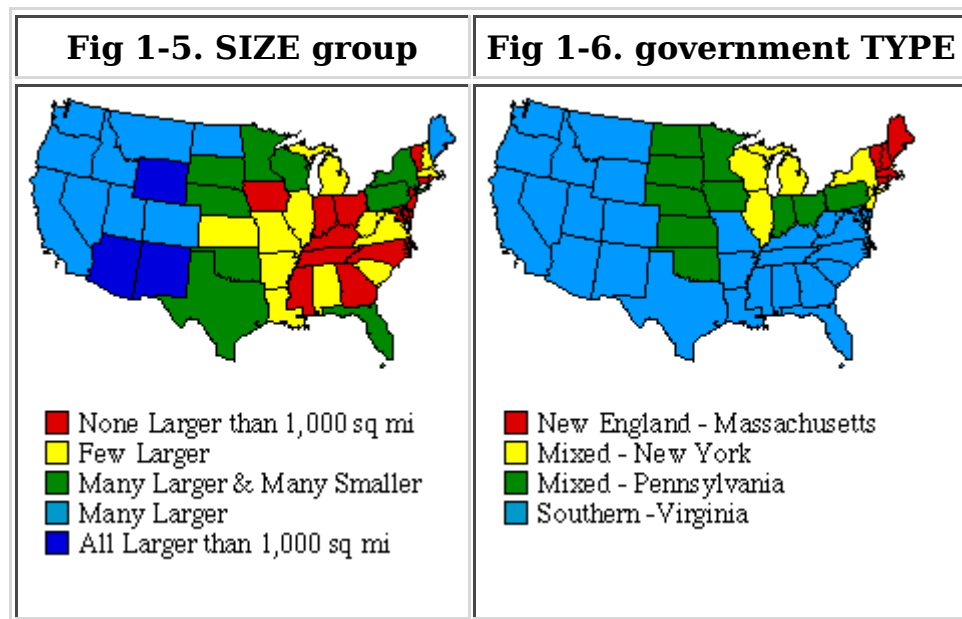 Fig 1-5. SIZE group
Fig 1-6. government TYPE
None Larger than 1,000 sq mi
Few Larger
Many Larger & Many Smaller
Many Larger
All Larger than 1,000 sq mi
New England - Massachusetts
Mixed - New York
Mixed - Pennsylvania
Southern -Virginia